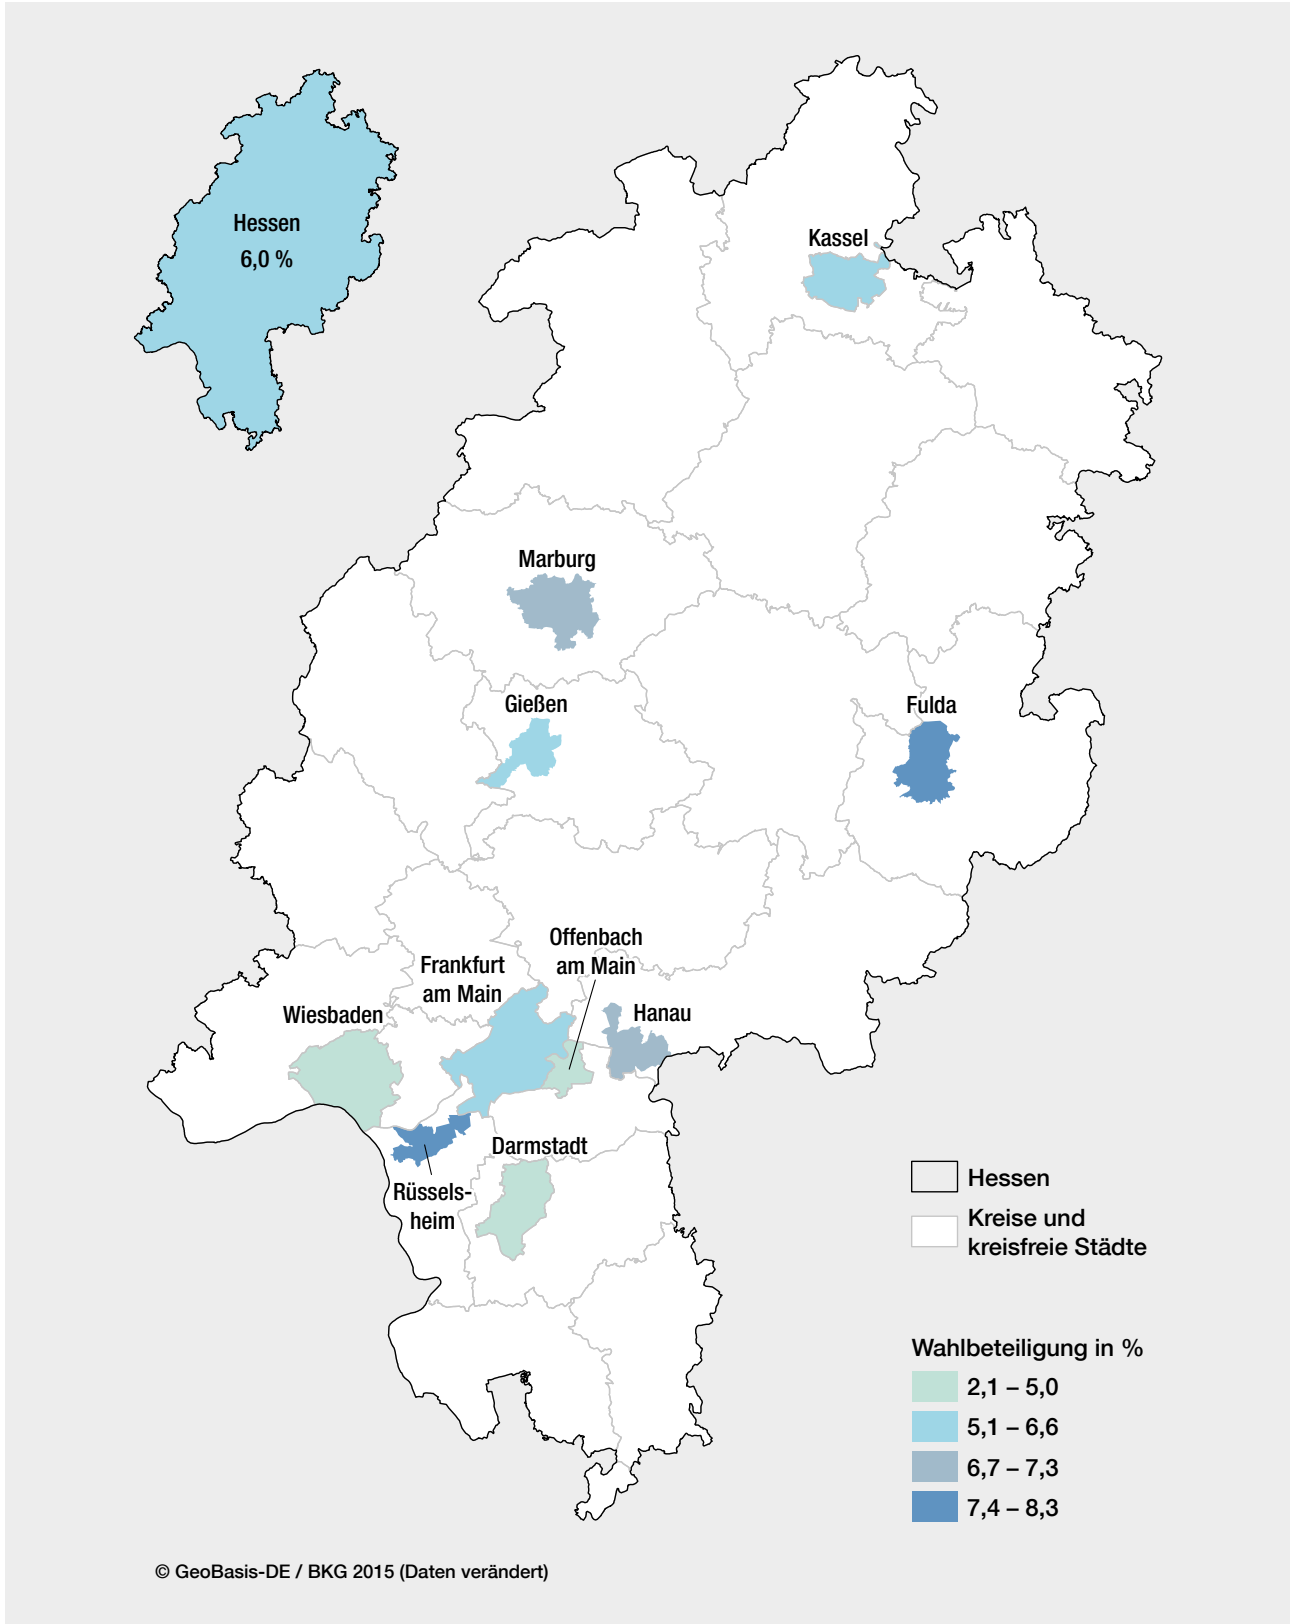 Hessen
6,0 %
Kassel
Marburg
Gießen
Fulda
Offenbach
am Main
Frankfurt
am Main
Wiesbaden
Hanau
Darmstadt
Rüssels-
heim
Hessen
Kreise und
kreisfreie Städte
Wahlbeteiligung in %
2,1 – 5,0
5,1 – 6,6
6,7 – 7,3
7,4 – 8,3
© GeoBasis-DE / BKG 2015 (Daten verändert)